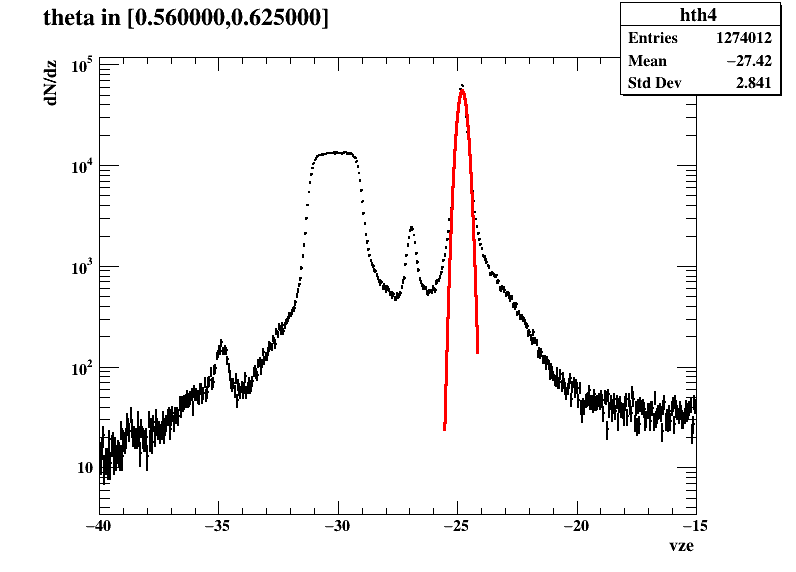 theta in [0.560000,0.625000]
hth4
Entries 1274012
Mean −27.42
Std Dev 2.841
dN/dz
10^5
10^4
10^3
10^2
10
−40 −35 −30 −25 −20 −15
vze